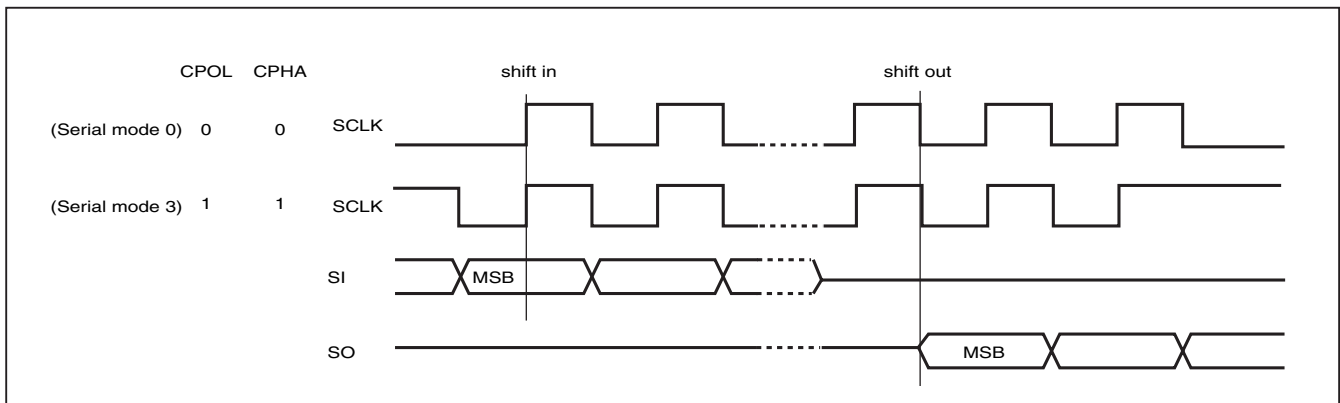 CPOL CPHA shift in shift out
(Serial mode 0) 0 0 SCLK
(Serial mode 3) 1 1 SCLK
SI MSB
SO MSB